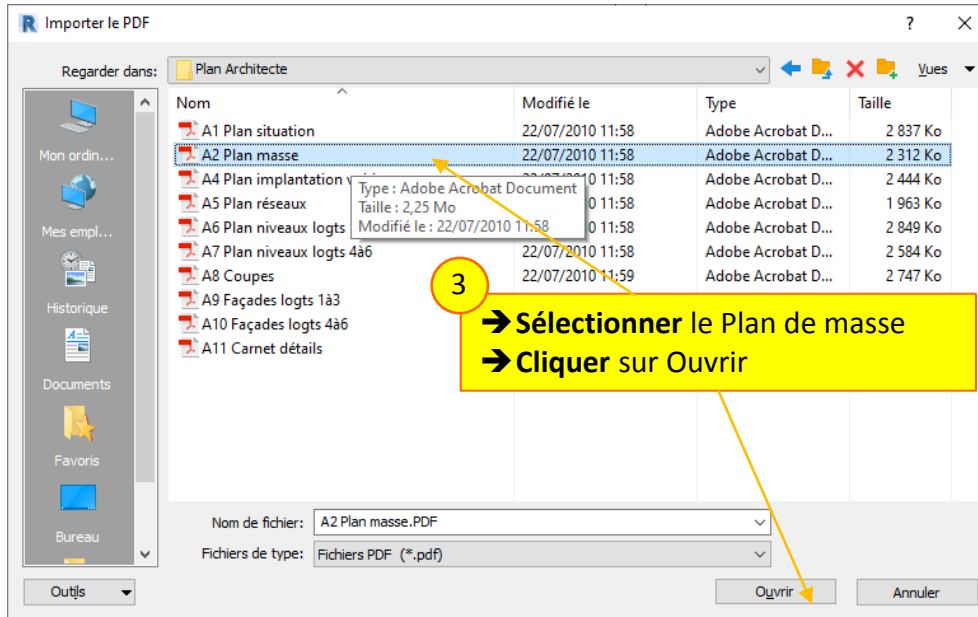 Importer le PDF
?
Regarder dans: Plan Architecte Vues
Nom Modifié le Type Taille
A1 Plan situation 22/07/2010 11:58 Adobe Acrobat D... 2 837 Ko
A2 Plan masse 22/07/2010 11:58 Adobe Acrobat D... 2 312 Ko
A4 Plan implantation Adobe Acrobat D... 2 444 Ko
A5 Plan réseaux 11:58 Adobe Acrobat D... 1 963 Ko
A6 Plan niveaux logts 11:58 Adobe Acrobat D... 2 849 Ko
A7 Plan niveaux logts 4à6 22/07/2010 11:58 Adobe Acrobat D... 2 584 Ko
A8 Coupes 22/07/2010 11:59 Adobe Acrobat D... 2 747 Ko
A9 Façades logts 1à3
A10 Façades logts 4à6
A11 Carnet détails
Type : Adobe Acrobat Document
Taille : 2,25 Mo
Modifié le : 22/07/2010 11:58
3
➔ Sélectionner le Plan de masse
➔ Cliquer sur Ouvrir
Mon ordin...
Mes empl...
Historique
Documents
Favoris
Bureau
Nom de fichier: A2 Plan masse.PDF
Fichiers de type: Fichiers PDF (*.pdf)
Outils Ouvrir Annuler